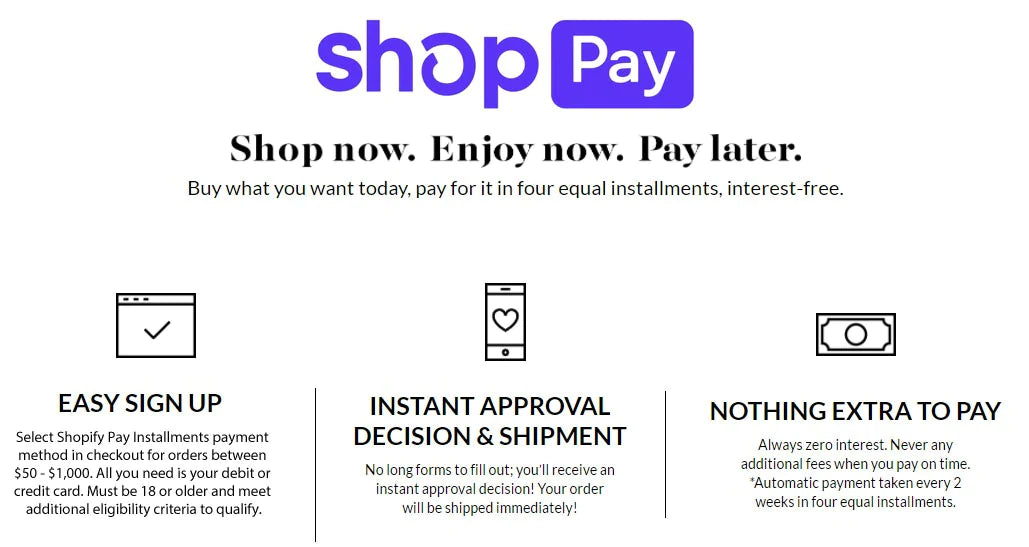 shop Pay
Shop now. Enjoy now. Pay later.
Buy what you want today, pay for it in four equal installments, interest-free.
EASY SIGN UP
Select Shopify Pay Installments payment
method in checkout for orders between
$50 - $1,000. All you need is your debit or
credit card. Must be 18 or older and meet
additional eligibility criteria to qualify.
INSTANT APPROVAL
DECISION & SHIPMENT
No long forms to fill out; you'll receive an
instant approval decision! Your order
will be shipped immediately!
NOTHING EXTRA TO PAY
Always zero interest. Never any
additional fees when you pay on time.
*Automatic payment taken every 2
weeks in four equal installments.